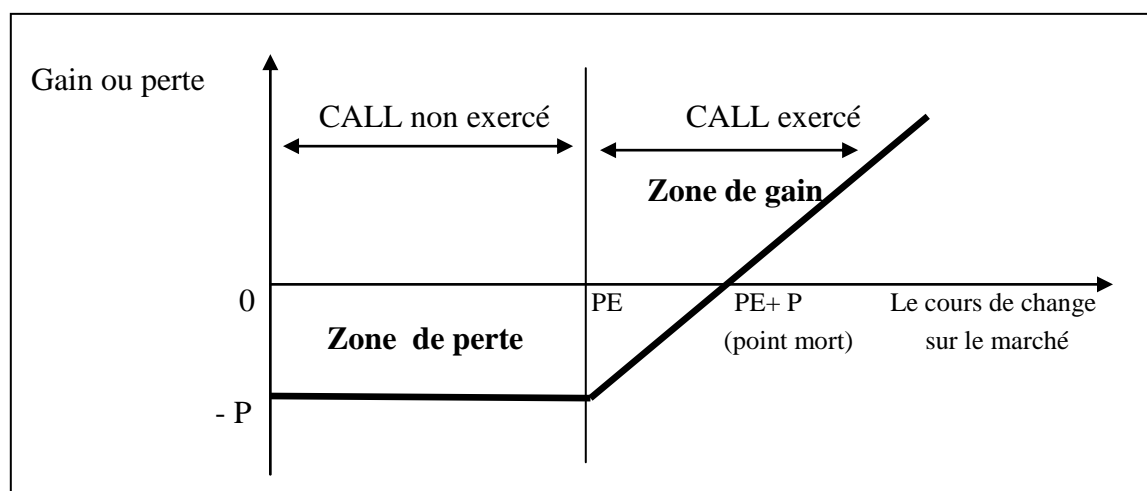 Gain ou perte
CALL non exercé
CALL exercé
Zone de gain
0
PE
PE+ P
Le cours de change
Zone de perte
(point mort)
sur le marché
- P